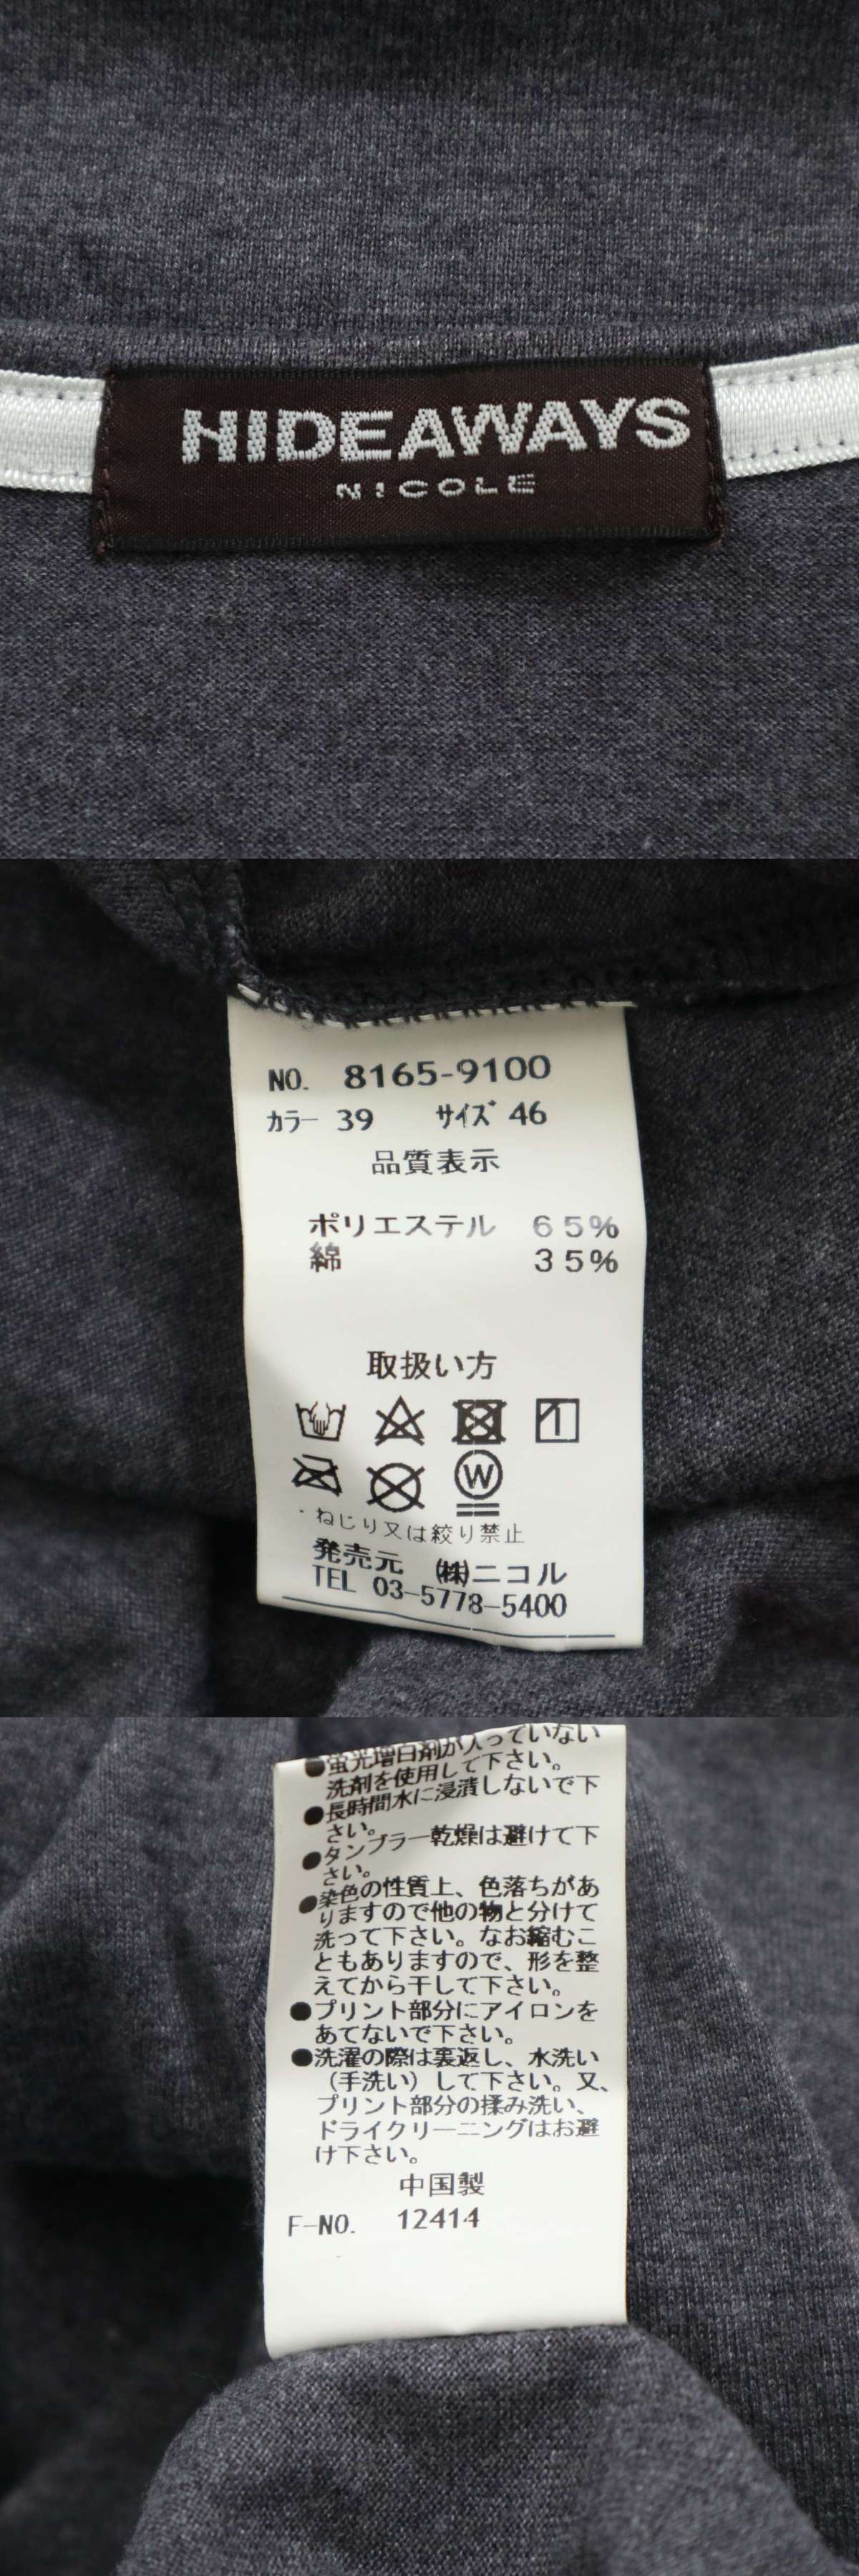 HIDEAWAYS
NICOLE
NO. 8165-9100
カラー 39 サイズ 46
品質表示
ポリエステル 65%
綿 35%
取扱い方
W
・ねじり又は絞り禁止
発売元 ㈱ニコル
TEL 03-5778-5400
●蛍光増白剤が入っていない
洗剤を使用して下さい。
●長時間水に浸漬しないで下
さい。
●タンブラー乾燥は避けて下
さい。
●染色の性質上、色落ちがあ
りますので他の物と分けて
洗って下さい。なお縮むこ
ともありますので、形を整
えてから干して下さい。
●プリント部分にアイロンを
あてないで下さい。
●洗濯の際は裏返し、水洗い
（手洗い）して下さい。又、
プリント部分の揉み洗い、
ドライクリーニングはお避
け下さい。
中国製
F-NO. 12414